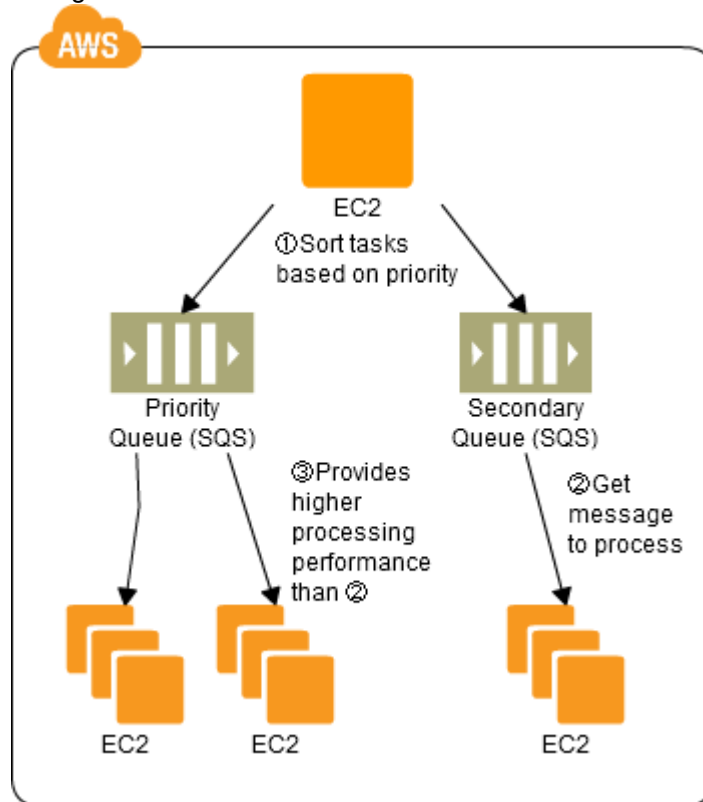 AWS
EC2
①Sort tasks
based on priority
Priority
Queue (SQS)
Secondary
Queue (SQS)
③Provides
higher
processing
performance
than ②
②Get
message
to process
EC2
EC2
EC2